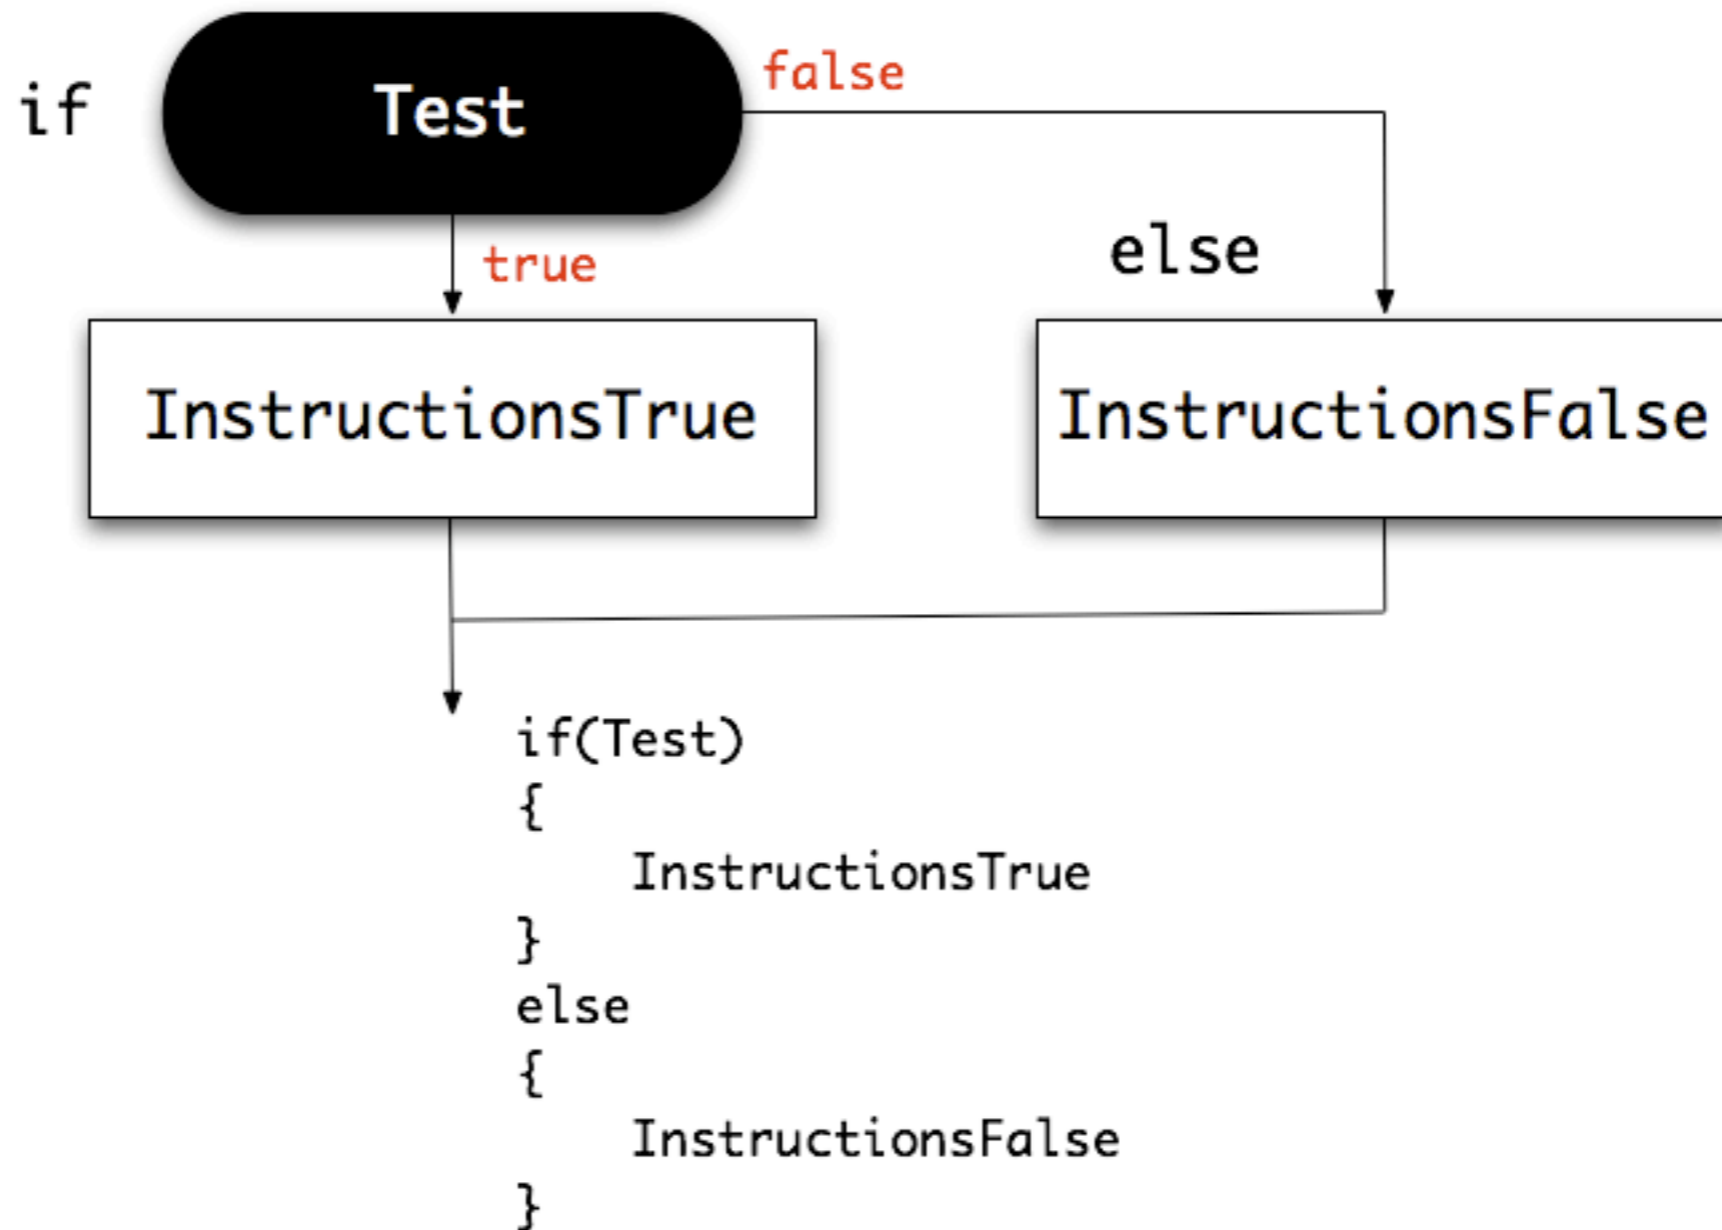 if
Test
false
true
else
InstructionsTrue
InstructionsFalse
if(Test)
{
InstructionsTrue
}
else
{
InstructionsFalse
}